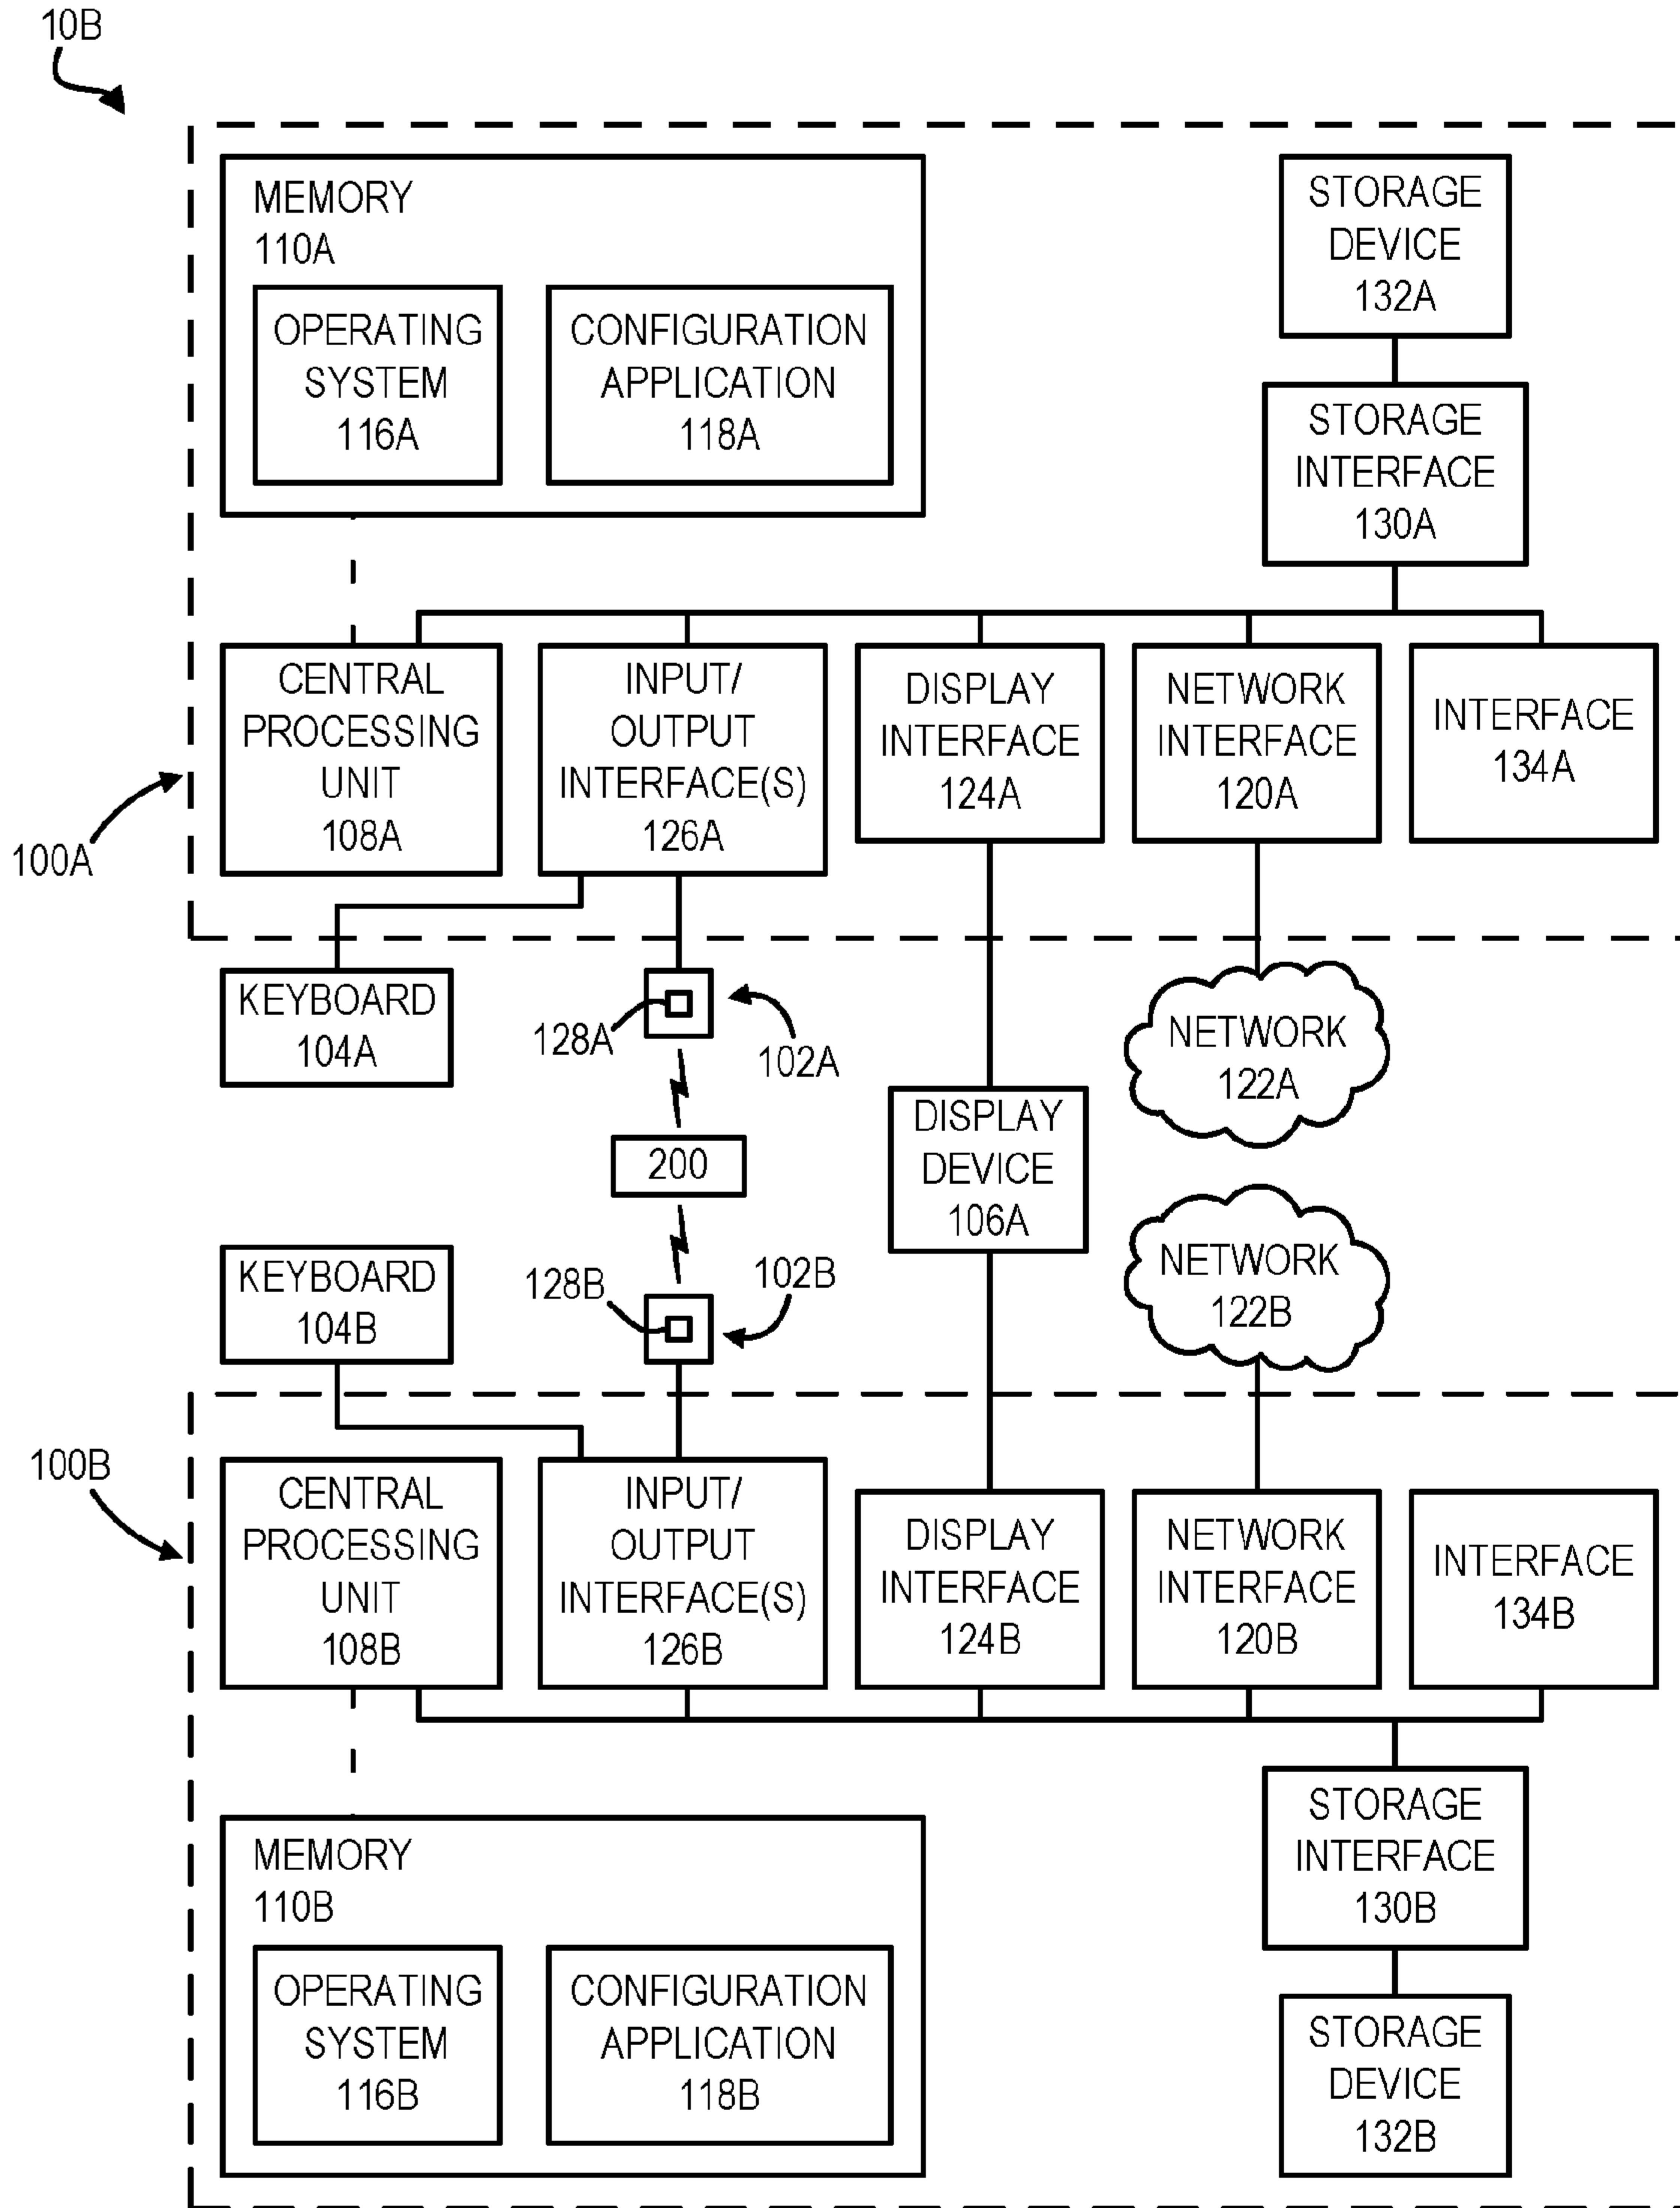 10B
MEMORY
110A
OPERATING
SYSTEM
116A
CONFIGURATION
APPLICATION
118A
STORAGE
DEVICE
132A
STORAGE
INTERFACE
130A
100A
CENTRAL
PROCESSING
UNIT
108A
INPUT/
OUTPUT
INTERFACE(S)
126A
DISPLAY
INTERFACE
124A
NETWORK
INTERFACE
120A
INTERFACE
134A
KEYBOARD
104A
128A
102A
NETWORK
122A
200
DISPLAY
DEVICE
106A
KEYBOARD
104B
128B
102B
NETWORK
122B
100B
CENTRAL
PROCESSING
UNIT
108B
INPUT/
OUTPUT
INTERFACE(S)
126B
DISPLAY
INTERFACE
124B
NETWORK
INTERFACE
120B
INTERFACE
134B
MEMORY
110B
OPERATING
SYSTEM
116B
CONFIGURATION
APPLICATION
118B
STORAGE
INTERFACE
130B
STORAGE
DEVICE
132B